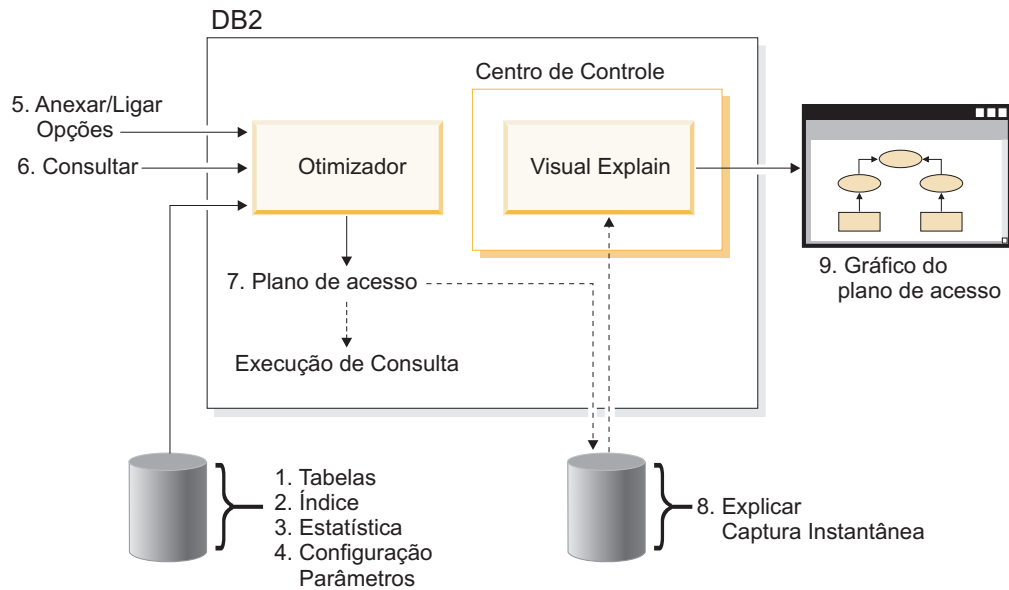 DB2
Centro de Controle
5. Anexar/Ligar
Opções
6. Consultar
Otimizador
Visual Explain
7. Plano de acesso
Execução de Consulta
9. Gráfico do
plano de acesso
1. Tabelas
2. Índice
3. Estatística
4. Configuração
Parâmetros
8. Explicar
Captura Instantânea